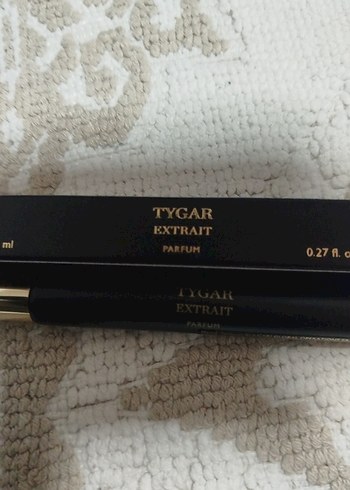 TYGAR
EXTRAIT
PARFUM
ml
0.27 fl. o
TYGAR
EXTRAIT
PARFUM